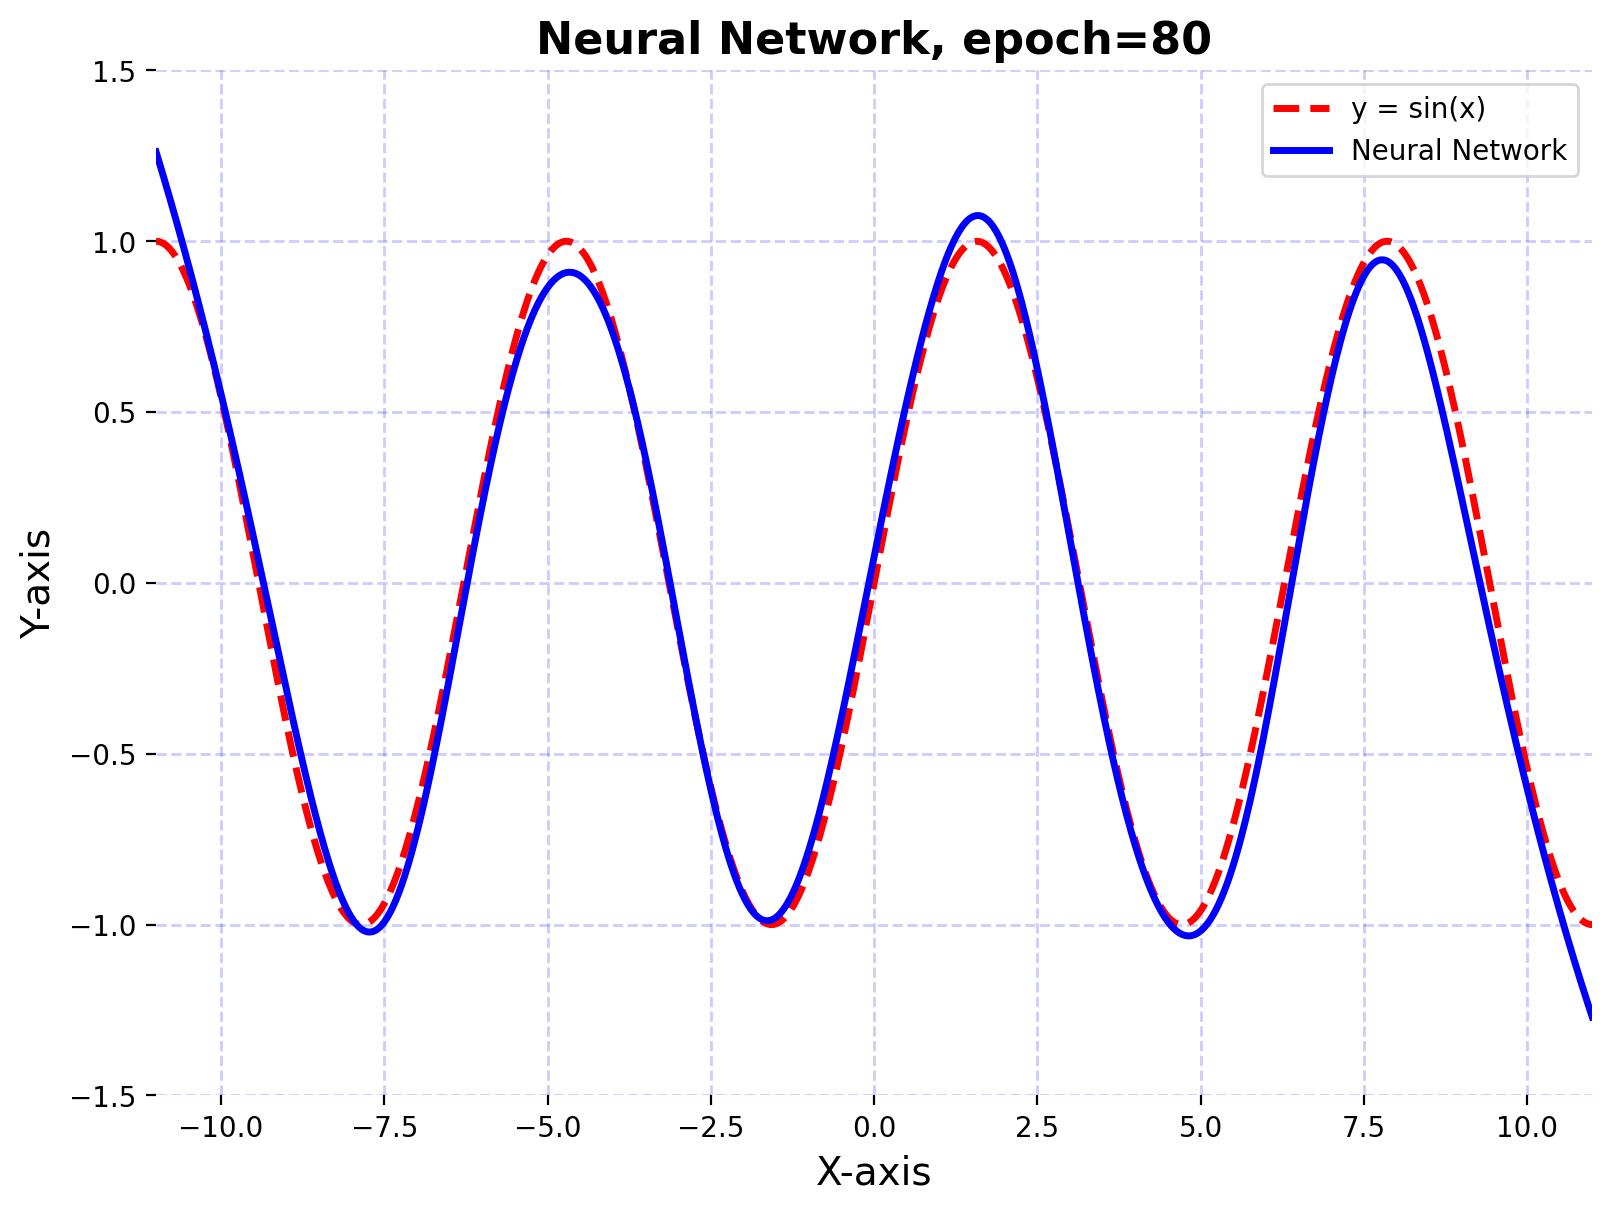 Neural Network, epoch=80
y = sin(x)
Neural Network
1.5
1.0
0.5
0.0
−0.5
−1.0
−1.5
Y-axis
−10.0 −7.5 −5.0 −2.5 0.0 2.5 5.0 7.5 10.0
X-axis